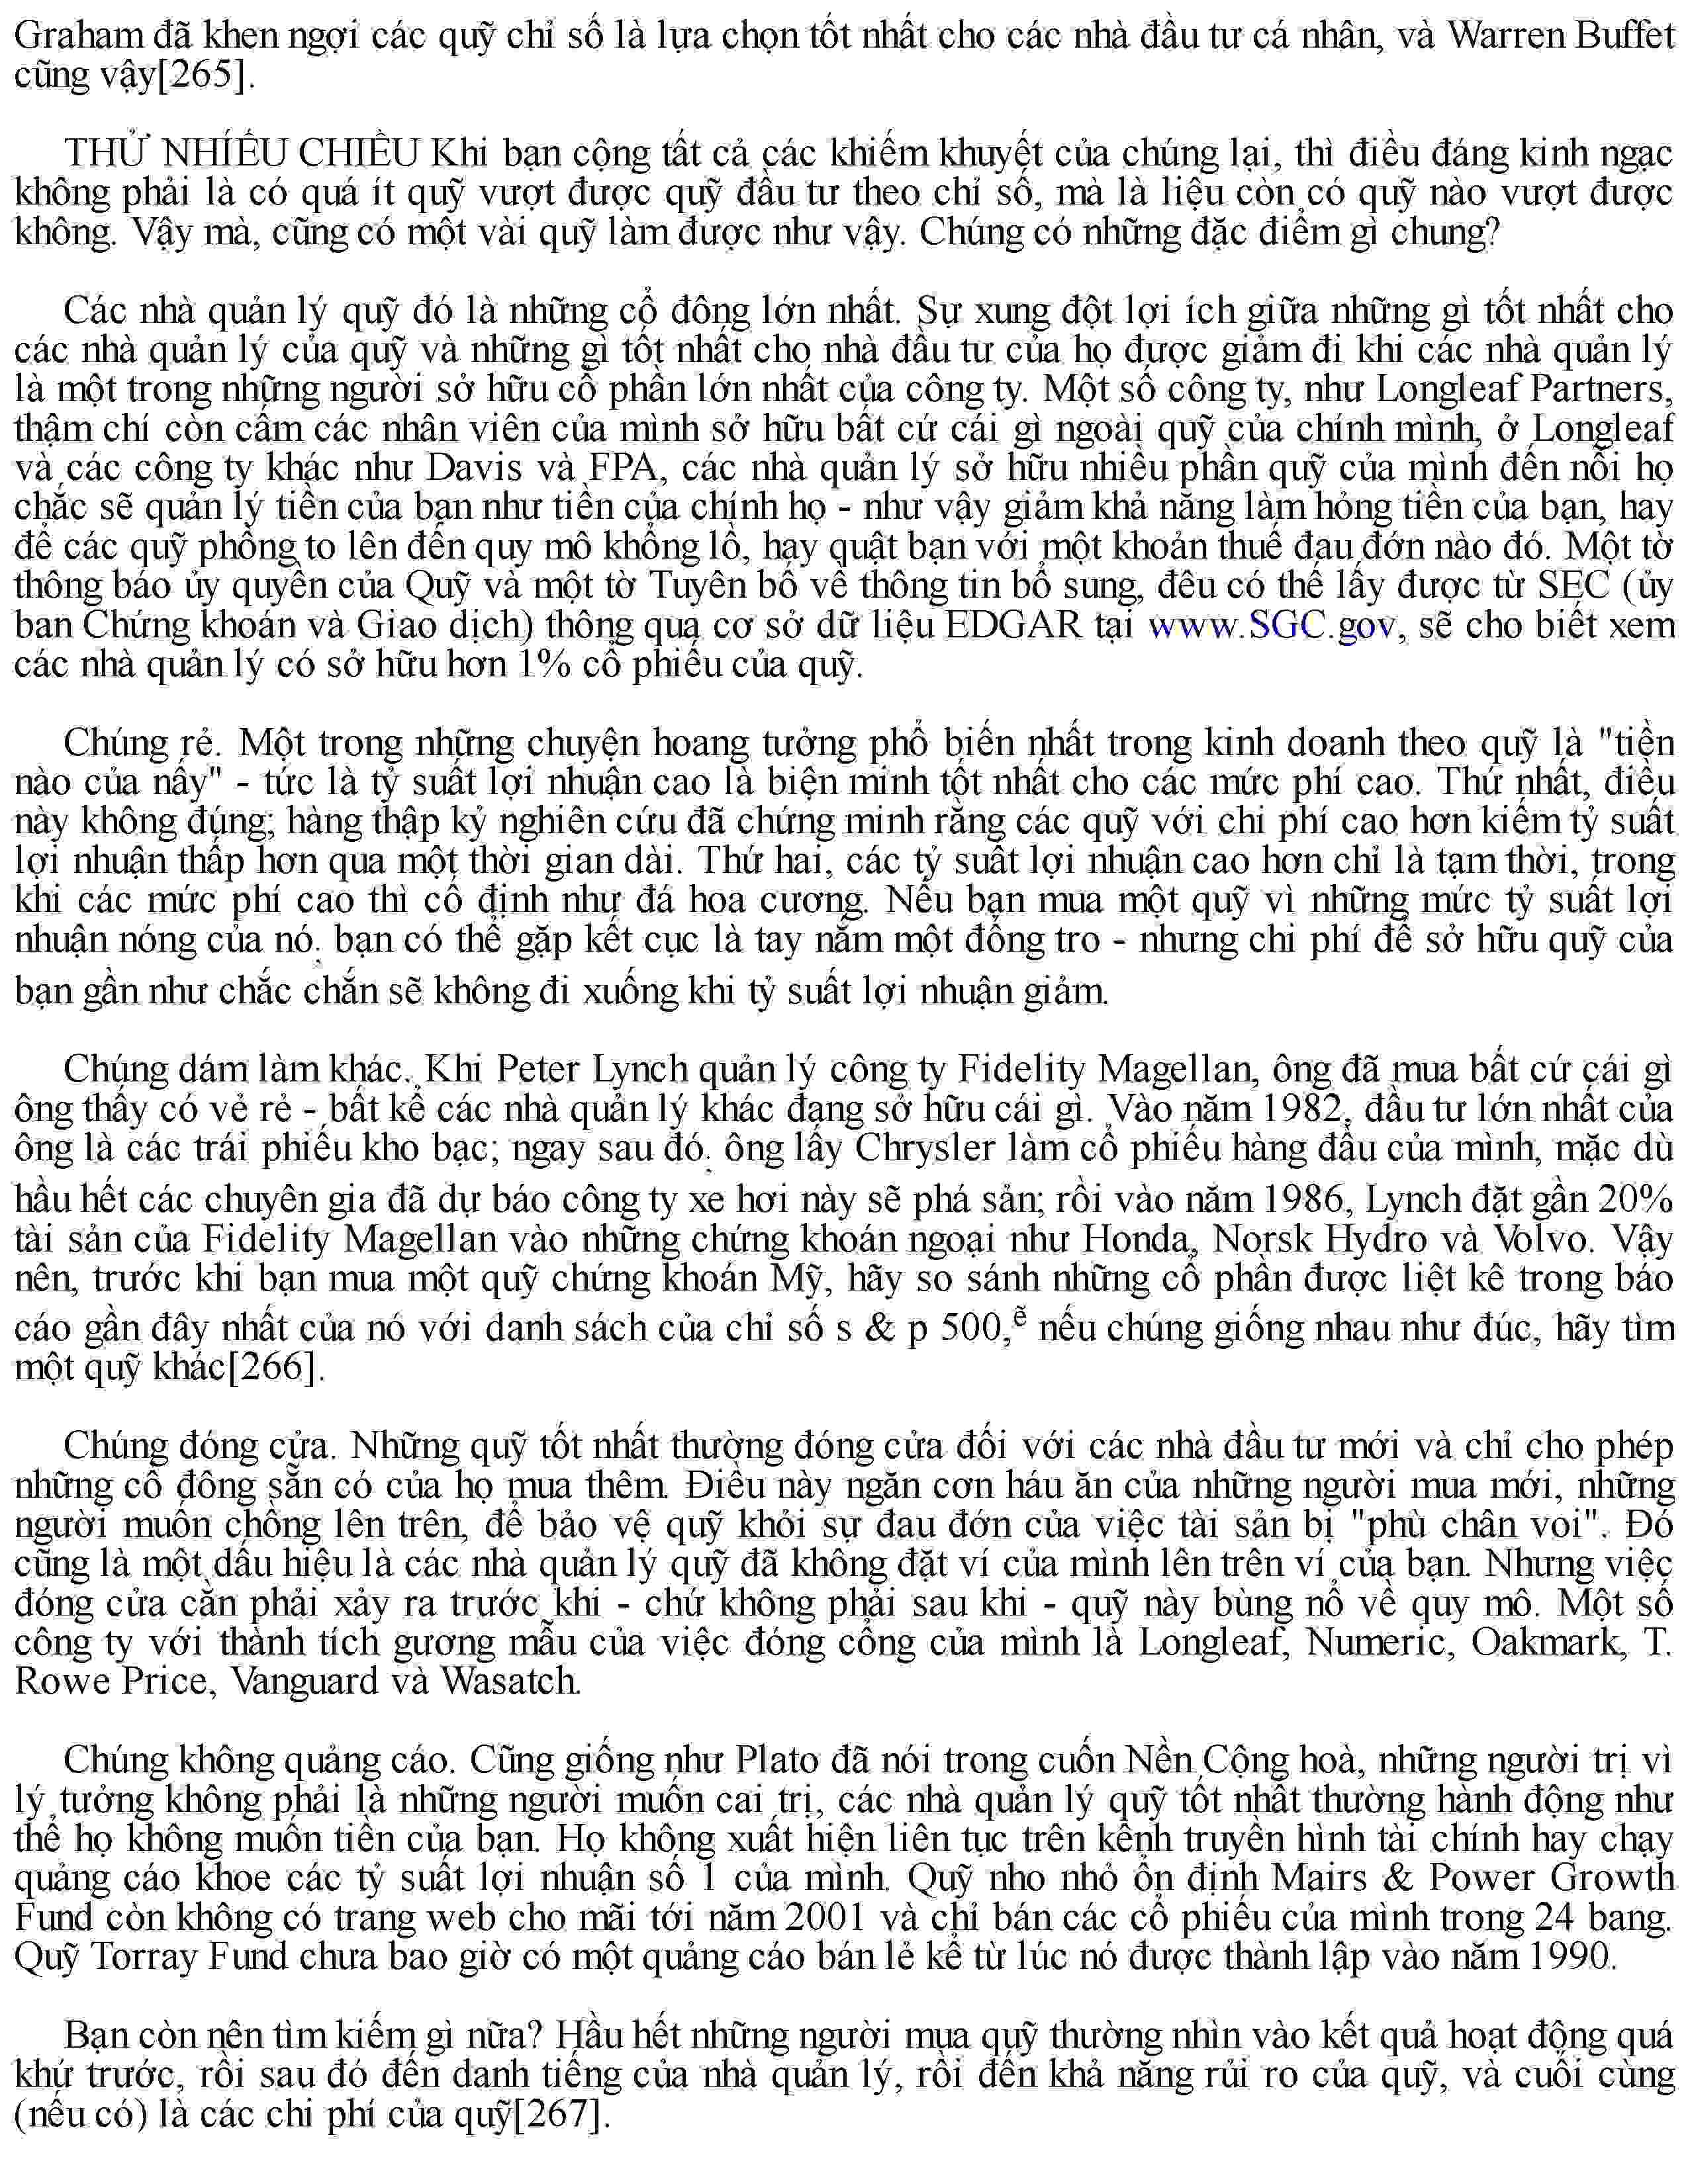 Graham đã khen ngợi các quỹ chỉ số là lựa chọn tốt nhất cho các nhà đầu tư cá nhân, và Warren Buffet
cũng vậy[265].
THỬ NHÍỀU CHIỀU Khi bạn cộng tất cả các khiếm khuyết của chúng lại, thì điều đáng kinh ngạc
không phải là có quá ít quỹ vượt được quỹ đầu tư theo chỉ số, mà là liệu còn có quỹ nào vượt được
không. Vậy mà, cũng có một vài quỹ làm được như vậy. Chúng có những đặc điểm gì chung?
Các nhà quản lý quỹ đó là những cổ đông lớn nhất. Sự xung đột lợi ích giữa những gì tốt nhất cho
các nhà quản lý của quỹ và những gì tốt nhất cho nhà đầu tư của họ được giảm đi khi các nhà quản lý
là một trong những người sở hữu cổ phần lớn nhất của công ty. Một số công ty, như Longleaf Partners,
thậm chí còn cấm các nhân viên của mình sở hữu bất cứ cái gì ngoài quỹ của chính mình, ở Longleaf
và các công ty khác như Davis và FPA, các nhà quản lý sở hữu nhiều phần quỹ của mình đến nỗi họ
chắc sẽ quản lý tiền của bạn như tiền của chính họ - như vậy giảm khả năng làm hỏng tiền của bạn, hay
để các quỹ phồng to lên đến quy mô khổng lồ, hay quật bạn với một khoản thuế đau đớn nào đó. Một tờ
thông báo ủy quyền của Quỹ và một tờ Tuyên bố về thông tin bổ sung, đêu có thể lấy được từ SEC (ủy
ban Chứng khoán và Giao dịch) thông qua cơ sở dữ liệu EDGAR tại www.SGC.gov, sẽ cho biết xem
các nhà quản lý có sở hữu hơn 1% cổ phiếu của quỹ.
Chúng rẻ. Một trong những chuyện hoang tưởng phổ biến nhất trong kinh doanh theo quỹ là "tiền
nào của nấy" - tức là tỷ suất lợi nhuận cao là biện minh tốt nhất cho các mức phí cao. Thứ nhất, điều
này không đúng; hàng thập kỷ nghiên cứu đã chứng minh rằng các quỹ với chi phí cao hơn kiếm tỷ suất
lợi nhuận thấp hơn qua một thời gian dài. Thứ hai, các tỷ suất lợi nhuận cao hơn chỉ là tạm thời, trong
khi các mức phí cao thì cố định như đá hoa cương. Nếu bạn mua một quỹ vì những mức tỷ suất lợi
nhuận nóng của nó. bạn có thể gặp kết cục là tay nắm một đống tro - nhưng chi phí để sở hữu quỹ của
bạn gần như chắc chắn sẽ không đi xuống khi tỷ suất lợi nhuận giảm.
Chúng dám làm khác. Khi Peter Lynch quản lý công ty Fidelity Magellan, ông đã mua bất cứ cái gì
ông thấy có vẻ rẻ - bất kể các nhà quản lý khác đang sở hữu cái gì. Vào năm 1982, đầu tư lớn nhất của
ông là các trái phiếu kho bạc; ngay sau đó. ông lấy Chrysler làm cổ phiếu hàng đầu của mình, mặc dù
hầu hết các chuyên gia đã dự báo công ty xe hơi này sẽ phá sản; rồi vào năm 1986, Lynch đặt gần 20%
tài sản của Fidelity Magellan vào những chứng khoán ngoại như Honda, Norsk Hydro và Volvo. Vậy
nên, trước khi bạn mua một quỹ chứng khoán Mỹ, hãy so sánh những cổ phần được liệt kê trong báo
cáo gần đây nhất của nó với danh sách của chỉ số s & p 500,ẽ nếu chúng giống nhau như đúc, hãy tìm
một quỹ khác[266].
Chúng đóng cửa. Những quỹ tốt nhất thường đóng cửa đối với các nhà đầu tư mới và chỉ cho phép
những cổ đông sẵn có của họ mua thêm. Điều này ngăn cơn háu ăn của những người mua mới, những
người muốn chồng lên trên, để bảo vệ quỹ khỏi sự đau đớn của việc tài sản bị "phù chân voi". Đó
cũng là một dấu hiệu là các nhà quản lý quỹ đã không đặt ví của mình lên trên ví của bạn. Nhưng việc
đóng cửa cần phải xảy ra trước khi - chứ không phải sau khi - quỹ này bùng nổ về quy mô. Một số
công ty với thành tích gương mẫu của việc đóng cổng của mình là Longleaf, Numeric, Oakmark, T.
Rowe Price, Vanguard và Wasatch.
Chúng không quảng cáo. Cũng giống như Plato đã nói trong cuốn Nền Cộng hoà, những người trị vì
lý tưởng không phải là những người muốn cai trị, các nhà quản lý quỹ tốt nhất thường hành động như
thể họ không muốn tiền của bạn. Họ không xuất hiện liên tục trên kênh truyền hình tài chính hay chạy
quảng cáo khoe các tỷ suất lợi nhuận số 1 của mình. Quỹ nho nhỏ ổn định Mairs & Power Growth
Fund còn không có trang web cho mãi tới năm 2001 và chỉ bán các cổ phiếu của mình trong 24 bang.
Quỹ Torray Fund chưa bao giờ có một quảng cáo bán lẻ kể từ lúc nó được thành lập vào năm 1990.
Bạn còn nên tìm kiếm gì nữa? Hầu hết những người mua quỹ thường nhìn vào kết quả hoạt động quá
khứ trước, rồi sau đó đến danh tiếng của nhà quản lý, rồi đến khả năng rủi ro của quỹ, và cuối cùng
(nếu có) là các chi phí của quỹ[267].